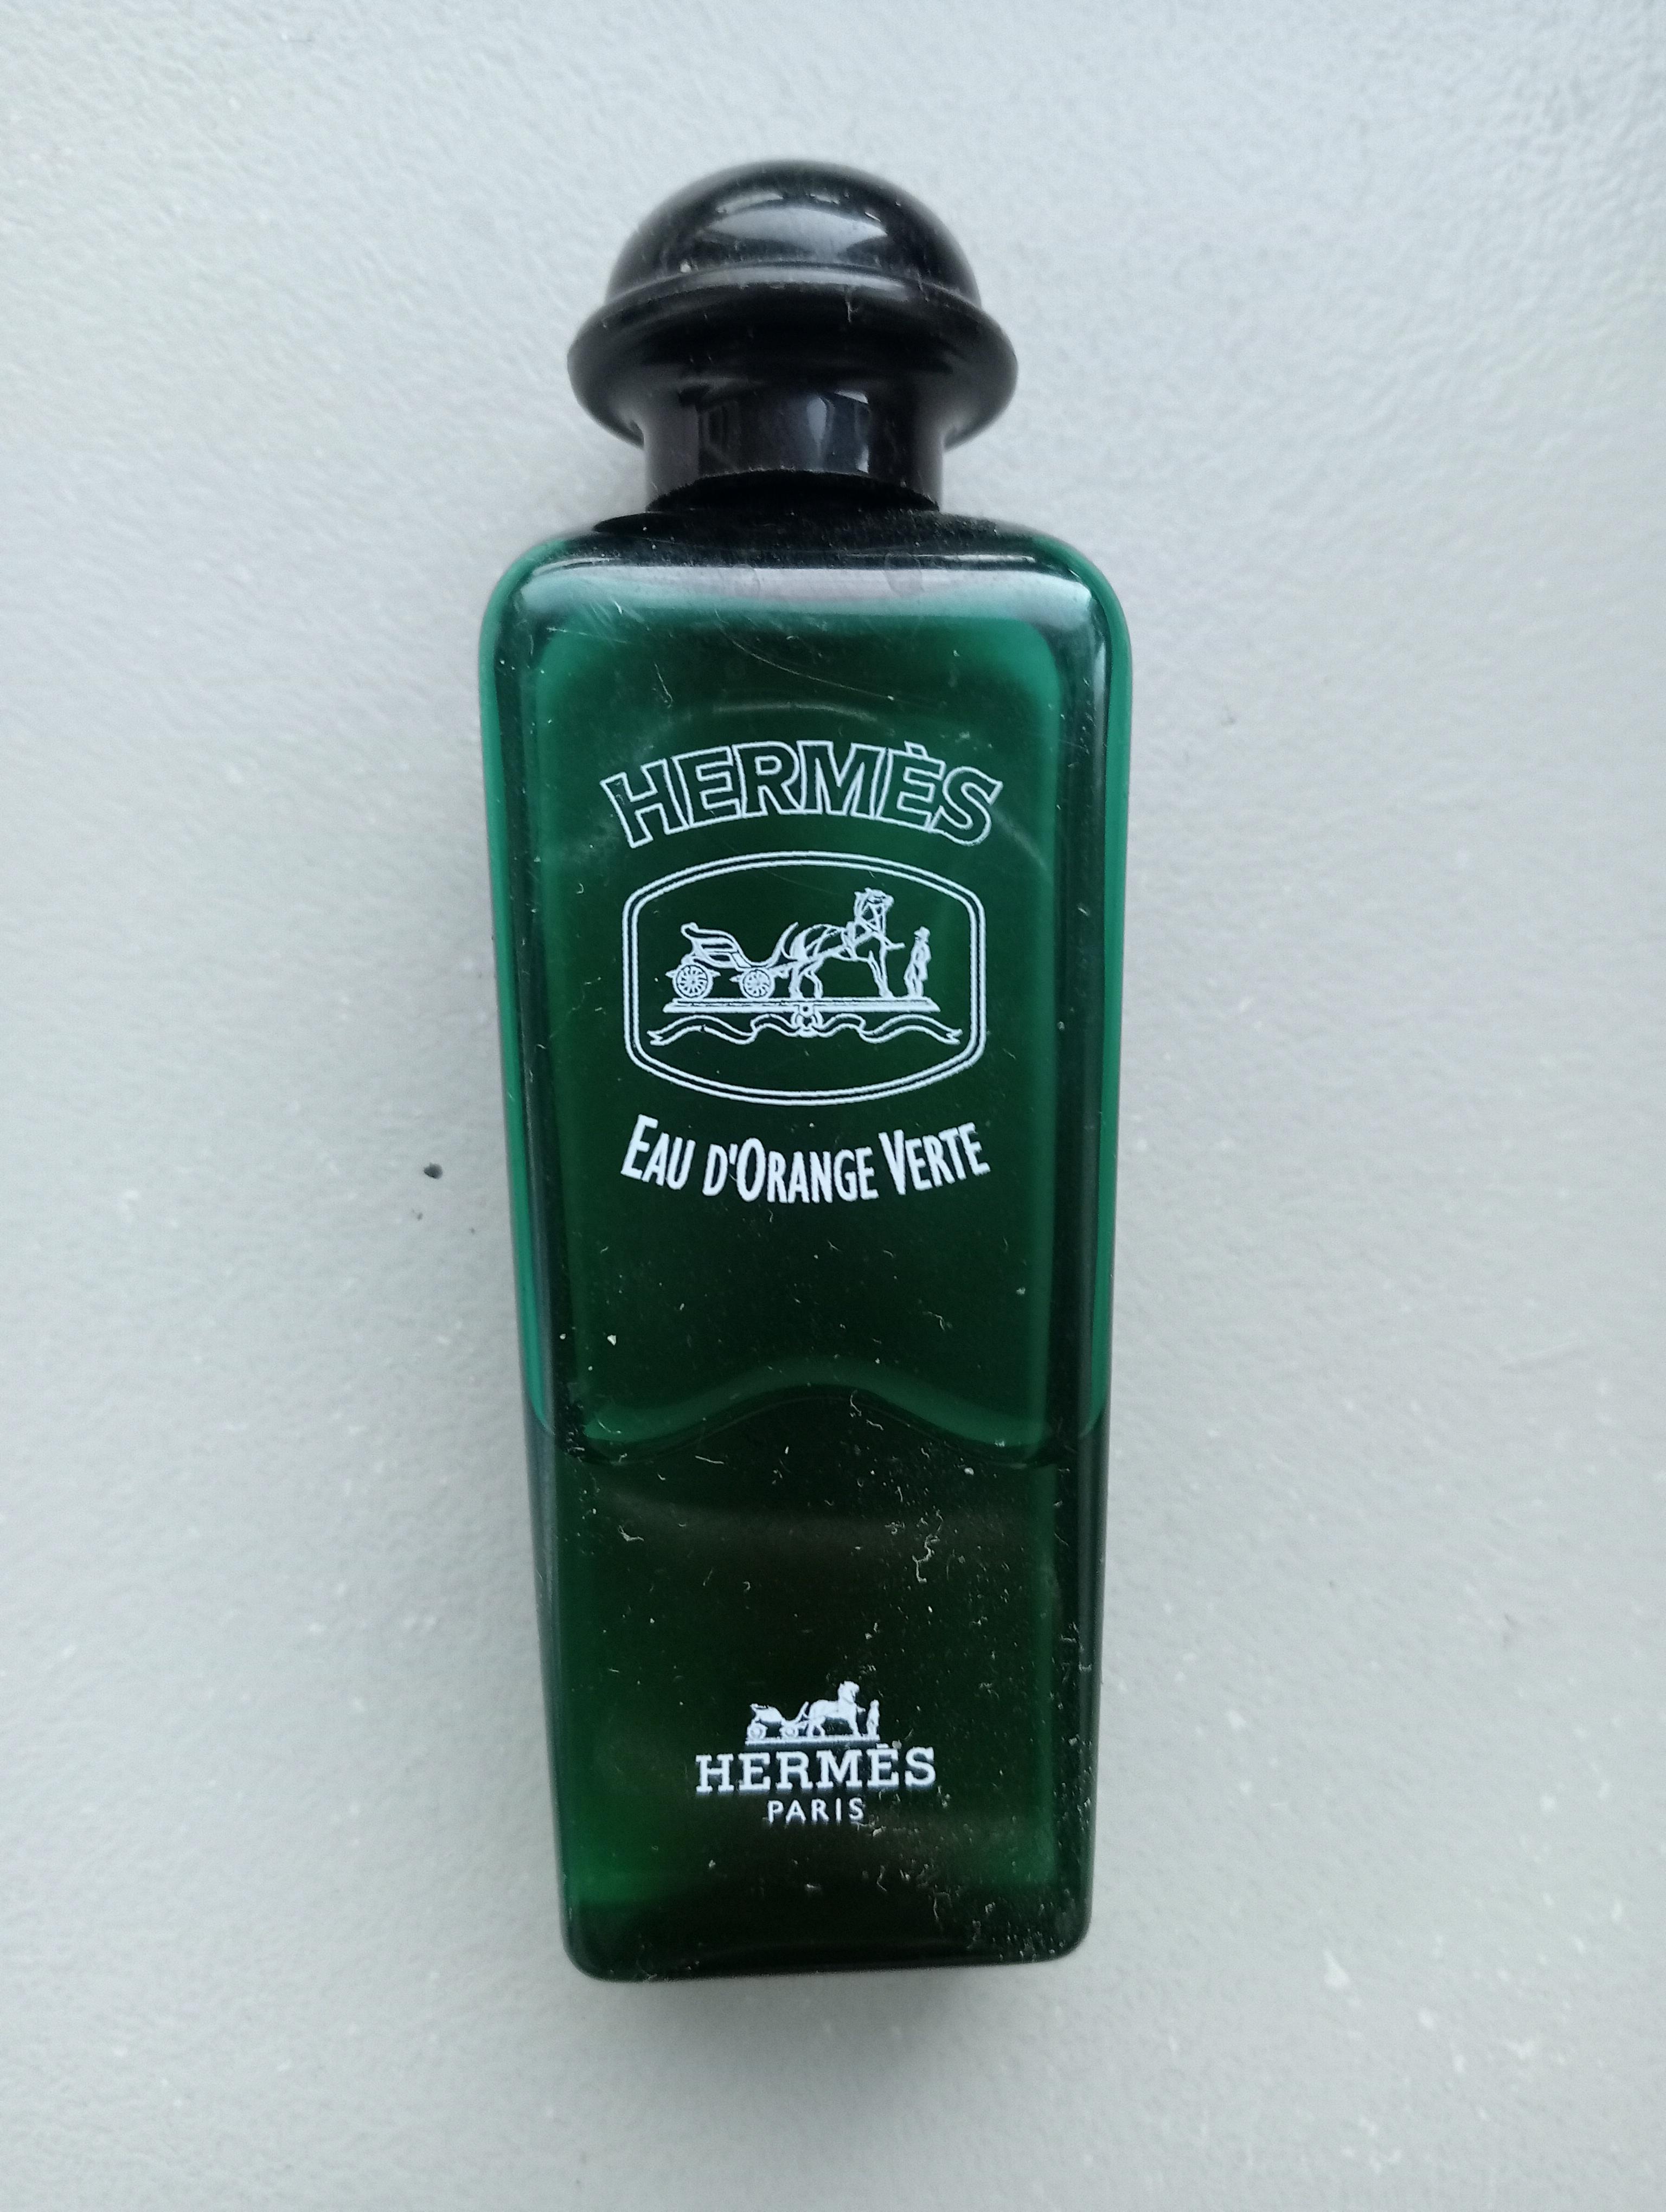 HERMÈS
EAU D'ORANGE VERTE
HERMÈS
PARIS